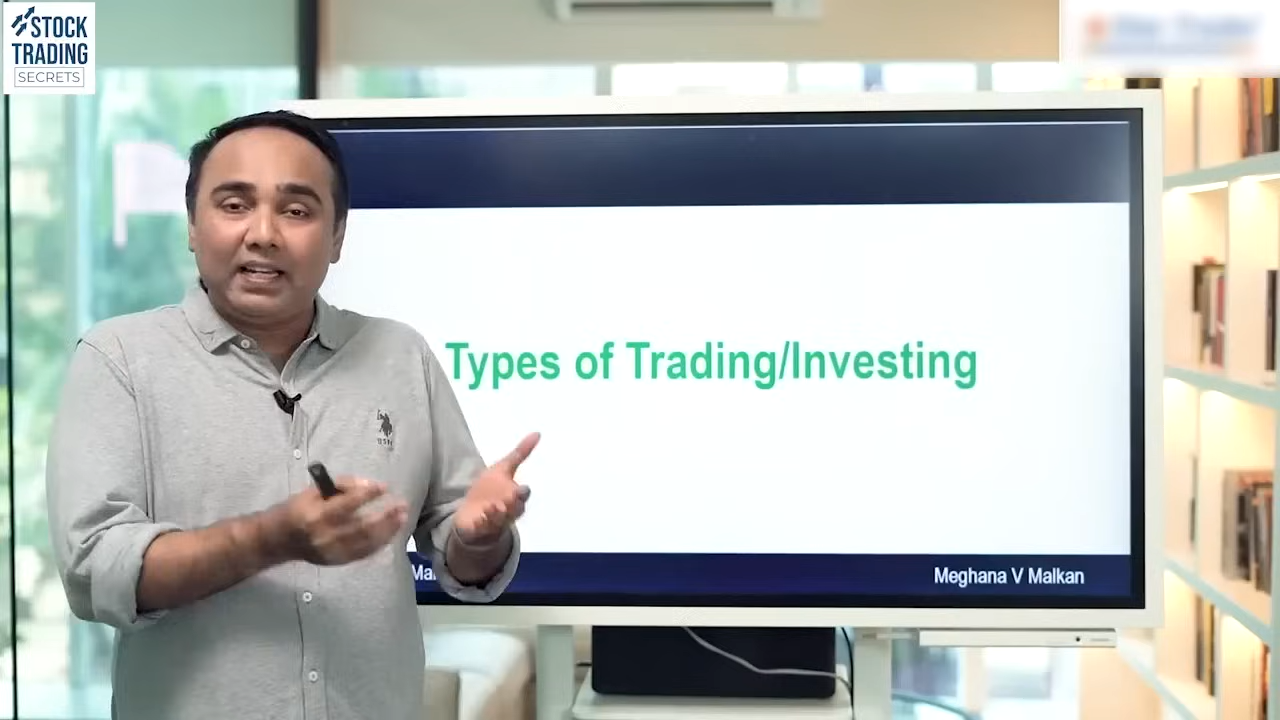 STOCK
TRADING
SECRETS
Types of Trading/Investing
Meghana V Malkan